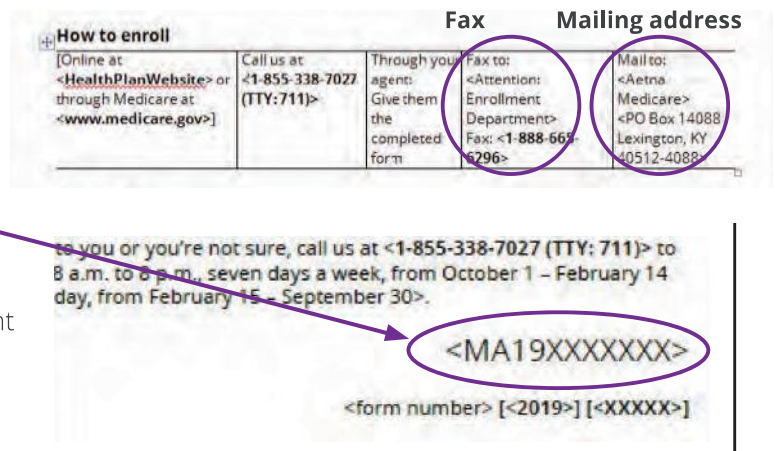 Fax Mailing address
How to enroll
[Online at
<HealthPlanWebsite> or
through Medicare at
<www.medicare.gov>]
Call us at
<1-855-338-7027
(TTY:711)>
Through your
agent:
Give them
the
completed
form
Fax to:
<Attention:
Enrollment
Department>
Fax: <1-888-665-
6296>
Mail to:
<Aetna
Medicare>
<PO Box 14088
Lexington, KY
40512-4088>
to you or you're not sure, call us at <1-855-338-7027 (TTY: 711)> to
8 a.m. to 8 p.m., seven days a week, from October 1 – February 14
day, from February 15 – September 30>.
nt
<MA19XXXXXXX>
<form number> [<2019>] [<XXXXX>]